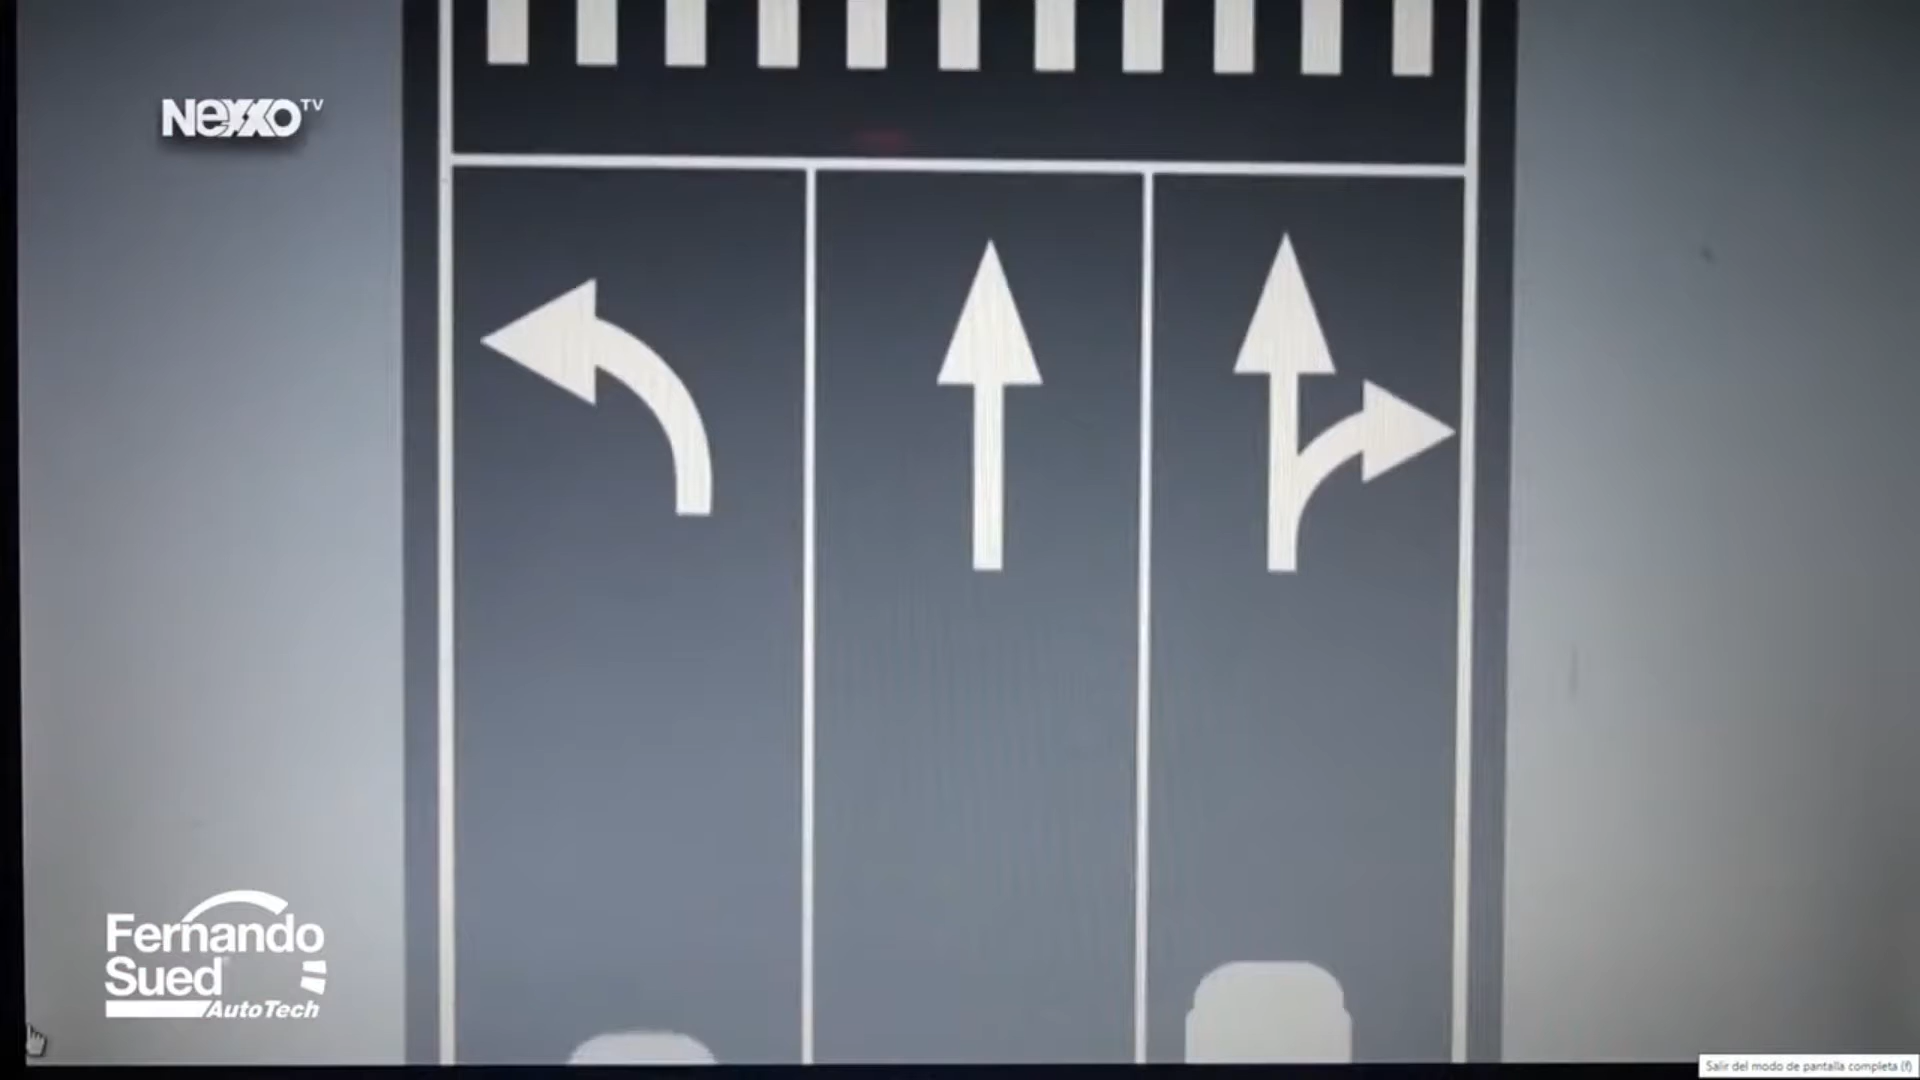 Nexxo TV
Fernando
Sued
AutoTech
Salir del modo de pantalla completa (f)